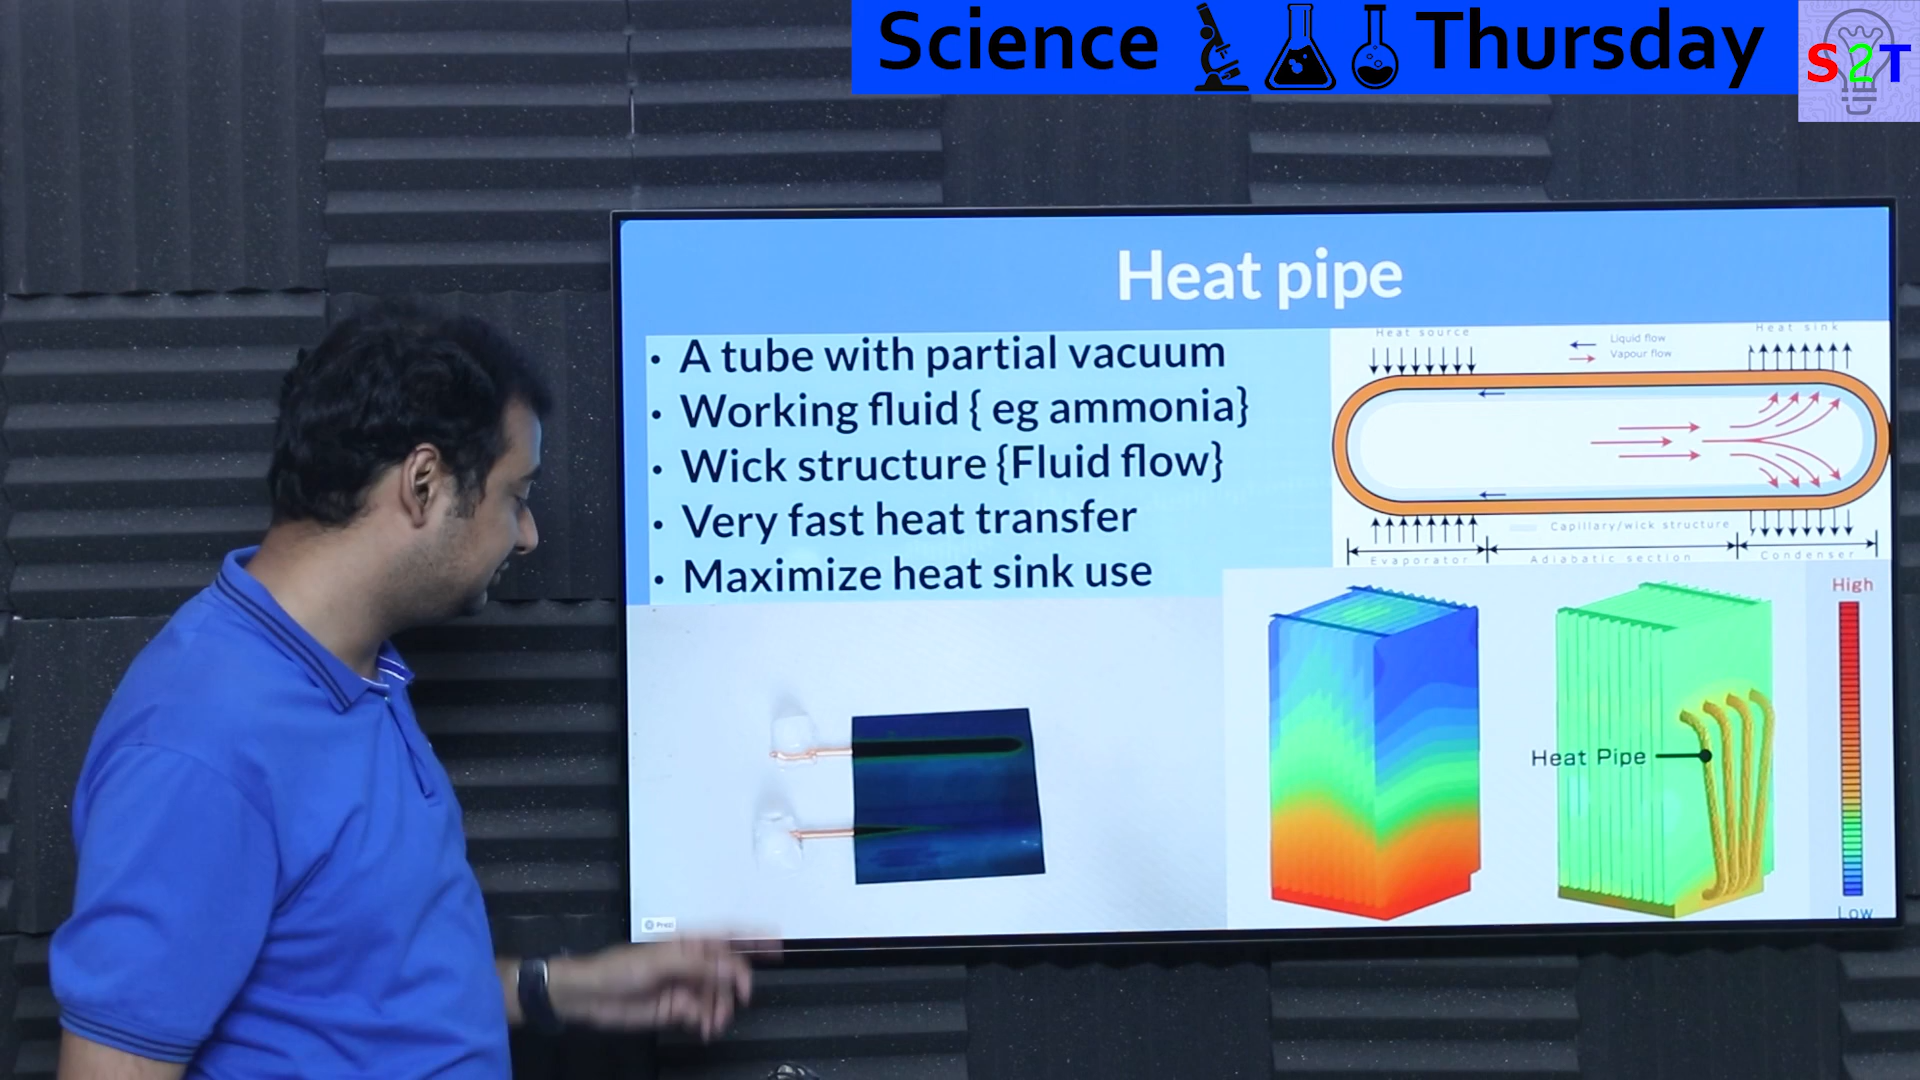 Science Thursday
S2T
Heat pipe
• A tube with partial vacuum
• Working fluid { eg ammonia}
• Wick structure {Fluid flow}
• Very fast heat transfer
• Maximize heat sink use
Heat source
Liquid flow
Vapour flow
Heat sink
Capillary/wick structure
Evaporator
Adiabatic section
Condenser
High
Heat Pipe
Low
Prezi